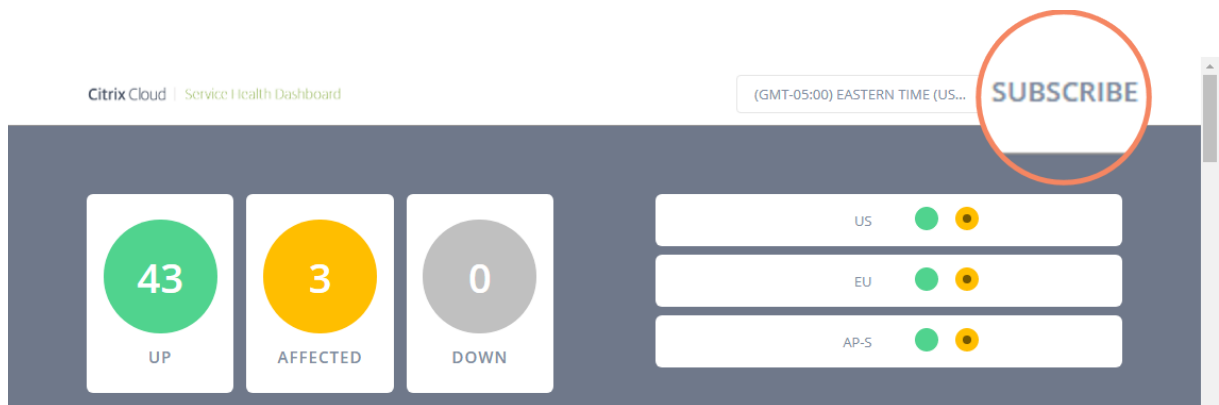 Citrix Cloud | Service Health Dashboard
(GMT-05:00) EASTERN TIME (US...
SUBSCRIBE
43
UP
3
AFFECTED
0
DOWN
US
EU
AP-S